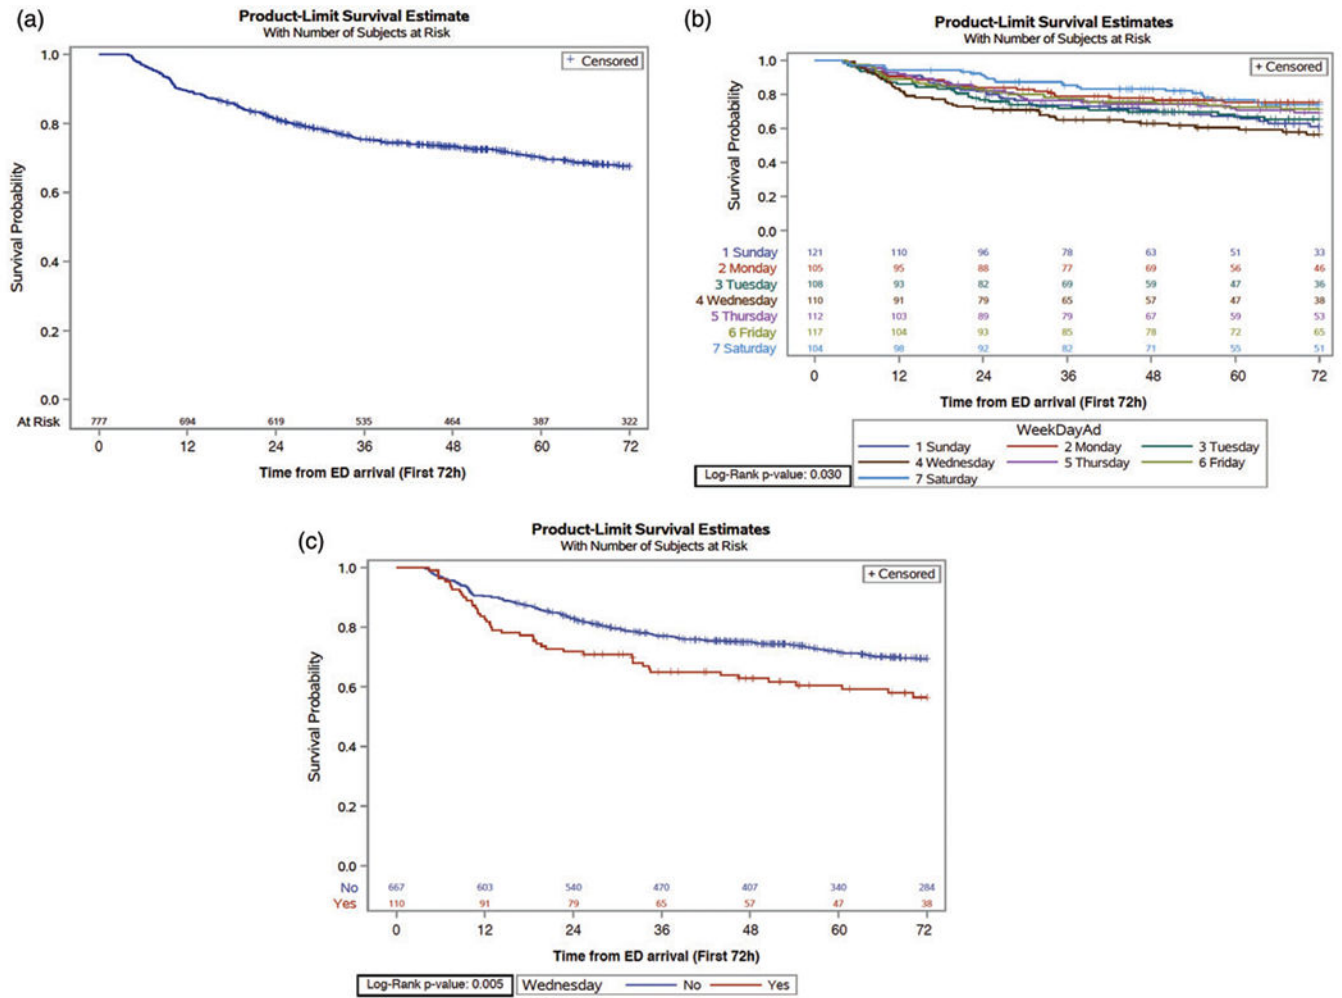 (a)
Product-Limit Survival Estimate
With Number of Subjects at Risk
+ Censored
1.0
0.8
0.6
0.4
0.2
0.0
Survival Probability
At Risk 777 694 619 535 464 387 322
0 12 24 36 48 60 72
Time from ED arrival (First 72h)
(b)
Product-Limit Survival Estimates
With Number of Subjects at Risk
+ Censored
1.0
0.8
0.6
0.4
0.2
0.0
Survival Probability
1 Sunday 121 110 96 78 63 51 33
2 Monday 105 95 88 77 69 56 46
3 Tuesday 108 93 82 69 59 47 36
4 Wednesday 110 91 79 65 57 47 38
5 Thursday 112 103 89 79 67 59 53
6 Friday 117 104 93 85 78 72 65
7 Saturday 104 98 92 82 71 55 51
0 12 24 36 48 60 72
Time from ED arrival (First 72h)
WeekDayAd
1 Sunday 2 Monday 3 Tuesday
4 Wednesday 5 Thursday 6 Friday
7 Saturday
Log-Rank p-value: 0.030
(c)
Product-Limit Survival Estimates
With Number of Subjects at Risk
+ Censored
1.0
0.8
0.6
0.4
0.2
0.0
Survival Probability
No 667 603 540 470 407 340 284
Yes 110 91 79 65 57 47 38
0 12 24 36 48 60 72
Time from ED arrival (First 72h)
Log-Rank p-value: 0.005 Wednesday No Yes